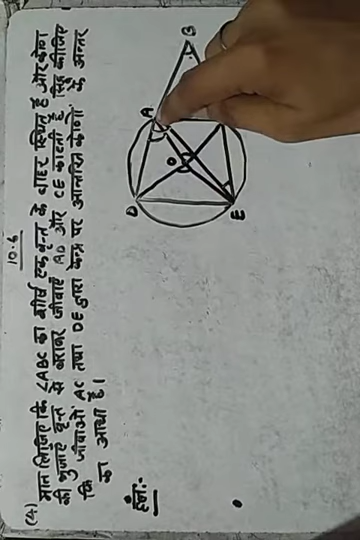 10.6
(4) मान लिजिए कि ∠ABC का शीर्ष एक वृत्त के बाहर स्थित है और कोण
की भुजाएँ वृत्त से बराबर जीवाएँ AD और CE काटती हैं। सिद्ध कीजिए
कि जीवाओं AC तथा DE द्वारा केन्द्र पर अंतरित कोणों के अन्तर
का आधा है।
हल:-
A
B
O
D
E